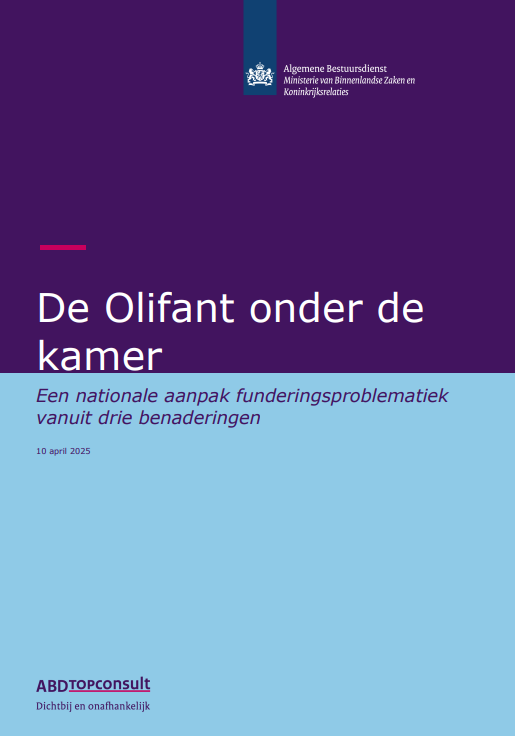 Algemene Bestuursdienst
Ministerie van Binnenlandse Zaken en
Koninkrijksrelaties
De Olifant onder de
kamer
Een nationale aanpak funderingsproblematiek
vanuit drie benaderingen
10 april 2025
ABDTOPconsult
Dichtbij en onafhankelijk